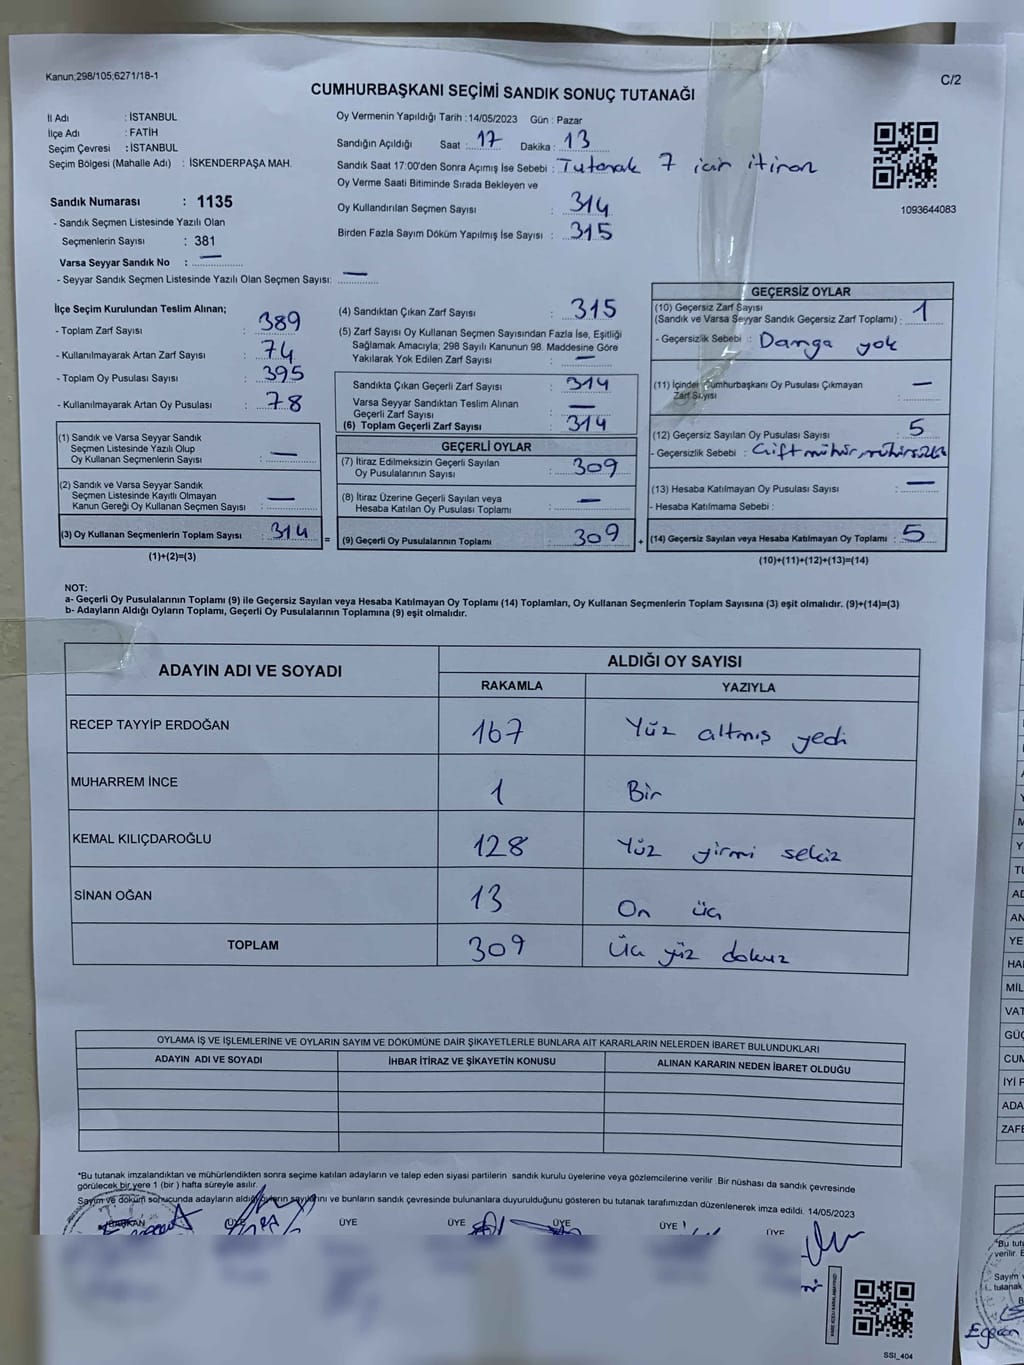 Kanun,298/105;6271/18-1
C/2
CUMHURBAŞKANI SEÇİMİ SANDIK SONUÇ TUTANAĞI
İl Adı : İSTANBUL
İlçe Adı : FATİH
Seçim Çevresi : İSTANBUL
Seçim Bölgesi (Mahalle Adı) : İSKENDERPAŞA MAH.
Sandık Numarası : 1135
- Sandık Seçmen Listesinde Yazılı Olan
Seçmenlerin Sayısı : 381
Varsa Seyyar Sandık No : —
- Seyyar Sandık Seçmen Listesinde Yazılı Olan Seçmen Sayısı: —
Oy Vermenin Yapıldığı Tarih : 14/05/2023 Gün : Pazar
Sandığın Açıldığı Saat : 17 Dakika : 13
Sandık Saat 17:00'den Sonra Açımış İse Sebebi : Tutanak 7 için itiraz
Oy Verme Saati Bitiminde Sırada Bekleyen ve
Oy Kullandırılan Seçmen Sayısı : 314
Birden Fazla Sayım Döküm Yapılmış İse Sayısı : 315
1093644083
İlçe Seçim Kurulundan Teslim Alınan;
- Toplam Zarf Sayısı : 389
- Kullanılmayarak Artan Zarf Sayısı : 74
- Toplam Oy Pusulası Sayısı : 395
- Kullanılmayarak Artan Oy Pusulası : 78
(1) Sandık ve Varsa Seyyar Sandık
Seçmen Listesinde Yazılı Olup
Oy Kullanan Seçmenlerin Sayısı : —
(2) Sandık ve Varsa Seyyar Sandık
Seçmen Listesinde Kayıtlı Olmayan
Kanun Gereği Oy Kullanan Seçmen Sayısı : —
(3) Oy Kullanan Seçmenlerin Toplam Sayısı : 314 =
(1)+(2)=(3)
(4) Sandıktan Çıkan Zarf Sayısı : 315
(5) Zarf Sayısı Oy Kullanan Seçmen Sayısından Fazla İse, Eşitliği
Sağlamak Amacıyla; 298 Sayılı Kanunun 98. Maddesine Göre
Yakılarak Yok Edilen Zarf Sayısı : —
Sandıkta Çıkan Geçerli Zarf Sayısı : 314
Varsa Seyyar Sandıktan Teslim Alınan
Geçerli Zarf Sayısı : —
(6) Toplam Geçerli Zarf Sayısı : 314
GEÇERLİ OYLAR
(7) İtiraz Edilmeksizin Geçerli Sayılan
Oy Pusulalarının Sayısı : 309
(8) İtiraz Üzerine Geçerli Sayılan veya
Hesaba Katılan Oy Pusulası Toplamı : —
(9) Geçerli Oy Pusulalarının Toplamı : 309 +
GEÇERSİZ OYLAR
(10) Geçersiz Zarf Sayısı
(Sandık ve Varsa Seyyar Sandık Geçersiz Zarf Toplamı) : 1
- Geçersizlik Sebebi : Damga yok
(11) İçinden Cumhurbaşkanı Oy Pusulası Çıkmayan
Zarf Sayısı : —
(12) Geçersiz Sayılan Oy Pusulası Sayısı : 5
- Geçersizlik Sebebi : Çift mühür,
(13) Hesaba Katılmayan Oy Pusulası Sayısı : —
- Hesaba Katılmama Sebebi :
(14) Geçersiz Sayılan veya Hesaba Katılmayan Oy Toplamı : 5
(10)+(11)+(12)+(13)=(14)
NOT:
a- Geçerli Oy Pusulalarının Toplamı (9) ile Geçersiz Sayılan veya Hesaba Katılmayan Oy Toplamı (14) Toplamları, Oy Kullanan Seçmenlerin Toplam Sayısına (3) eşit olmalıdır. (9)+(14)=(3)
b- Adayların Aldığı Oyların Toplamı, Geçerli Oy Pusulalarının Toplamına (9) eşit olmalıdır.
ADAYIN ADI VE SOYADI ALDIĞI OY SAYISI
RAKAMLA YAZIYLA
RECEP TAYYİP ERDOĞAN 167 Yüz altmış yedi
MUHARREM İNCE 1 Bir
KEMAL KILIÇDAROĞLU 128 Yüz yirmi sekiz
SİNAN OĞAN 13 On üç
TOPLAM 309 Üç yüz dokuz
OYLAMA İŞ VE İŞLEMLERİNE VE OYLARIN SAYIM VE DÖKÜMÜNE DAİR ŞİKAYETLERLE BUNLARA AİT KARARLARIN NELERDEN İBARET BULUNDUKLARI
ADAYIN ADI VE SOYADI İHBAR İTİRAZ VE ŞİKAYETİN KONUSU ALINAN KARARIN NEDEN İBARET OLDUĞU
*Bu tutanak imzalandıktan ve mühürlendikten sonra seçime katılan adayların ve talep eden siyasi partilerin sandık kurulu üyelerine veya gözlemcilerine verilir. Bir nüshası da sandık çevresinde
görülecek bir yere 1 (bir) hafta süreyle asılır.
Sayım ve döküm sonucunda adayların aldığı oyların sayılarını ve bunların sandık çevresinde bulunanlara duyurulduğunu gösteren bu tutanak tarafımızdan düzenlenerek imza edildi. 14/05/2023
BAŞKAN ÜYE ÜYE ÜYE ÜYE ÜYE ÜYE
SSI_404
M
Y
TÜ
AD
AN
YE
HA
MİL
VAT
GÜÇ
CUM
İYİ P
ADA
ZAFE
*Bu tuta
verilir. B
Sayım v
tutanak